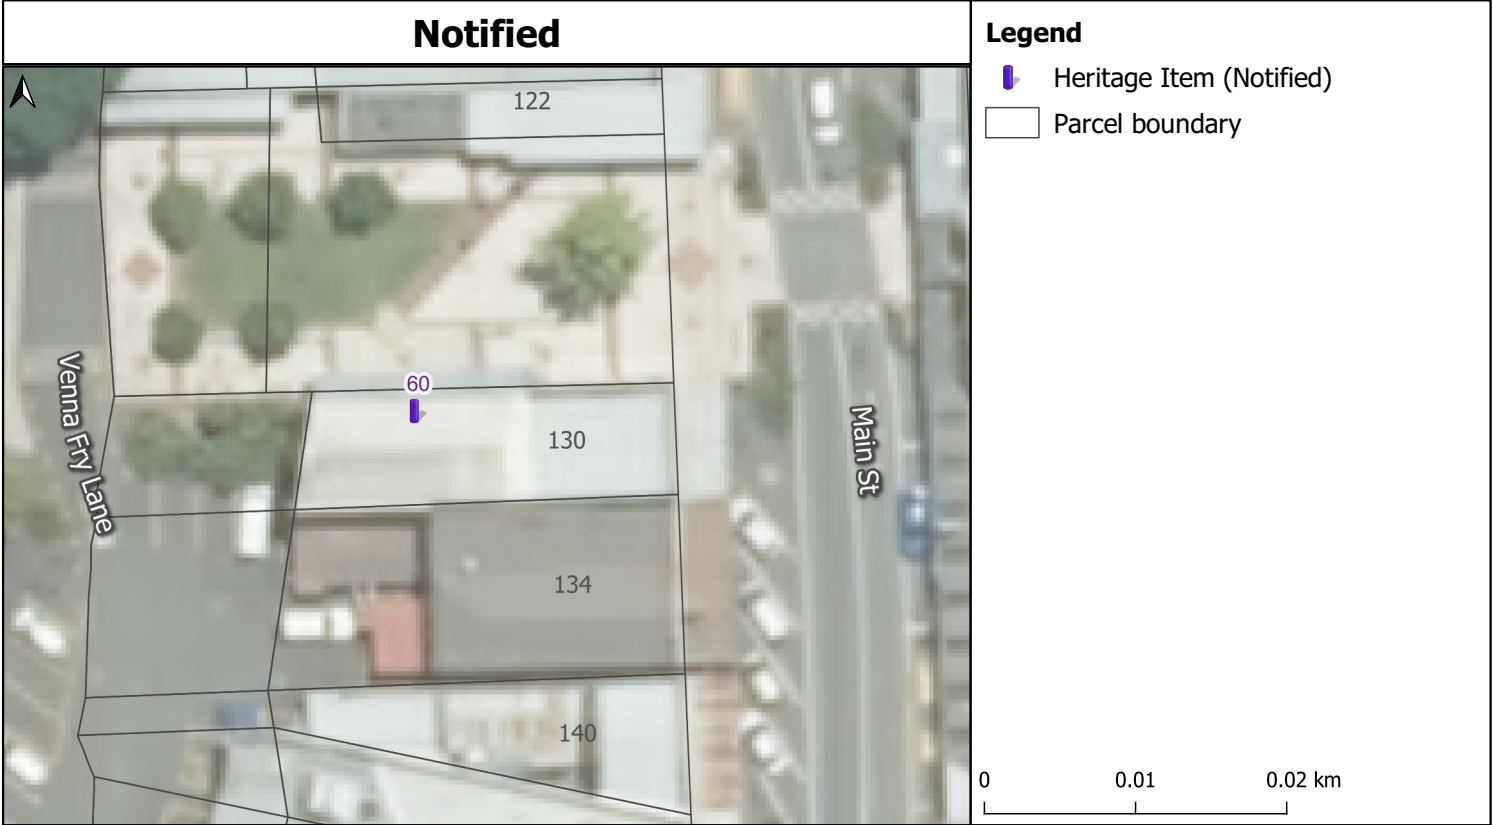 Notified
122
60
130
134
140
Venna Fry Lane
Main St
Legend
Heritage Item (Notified)
Parcel boundary
0 0.01 0.02 km